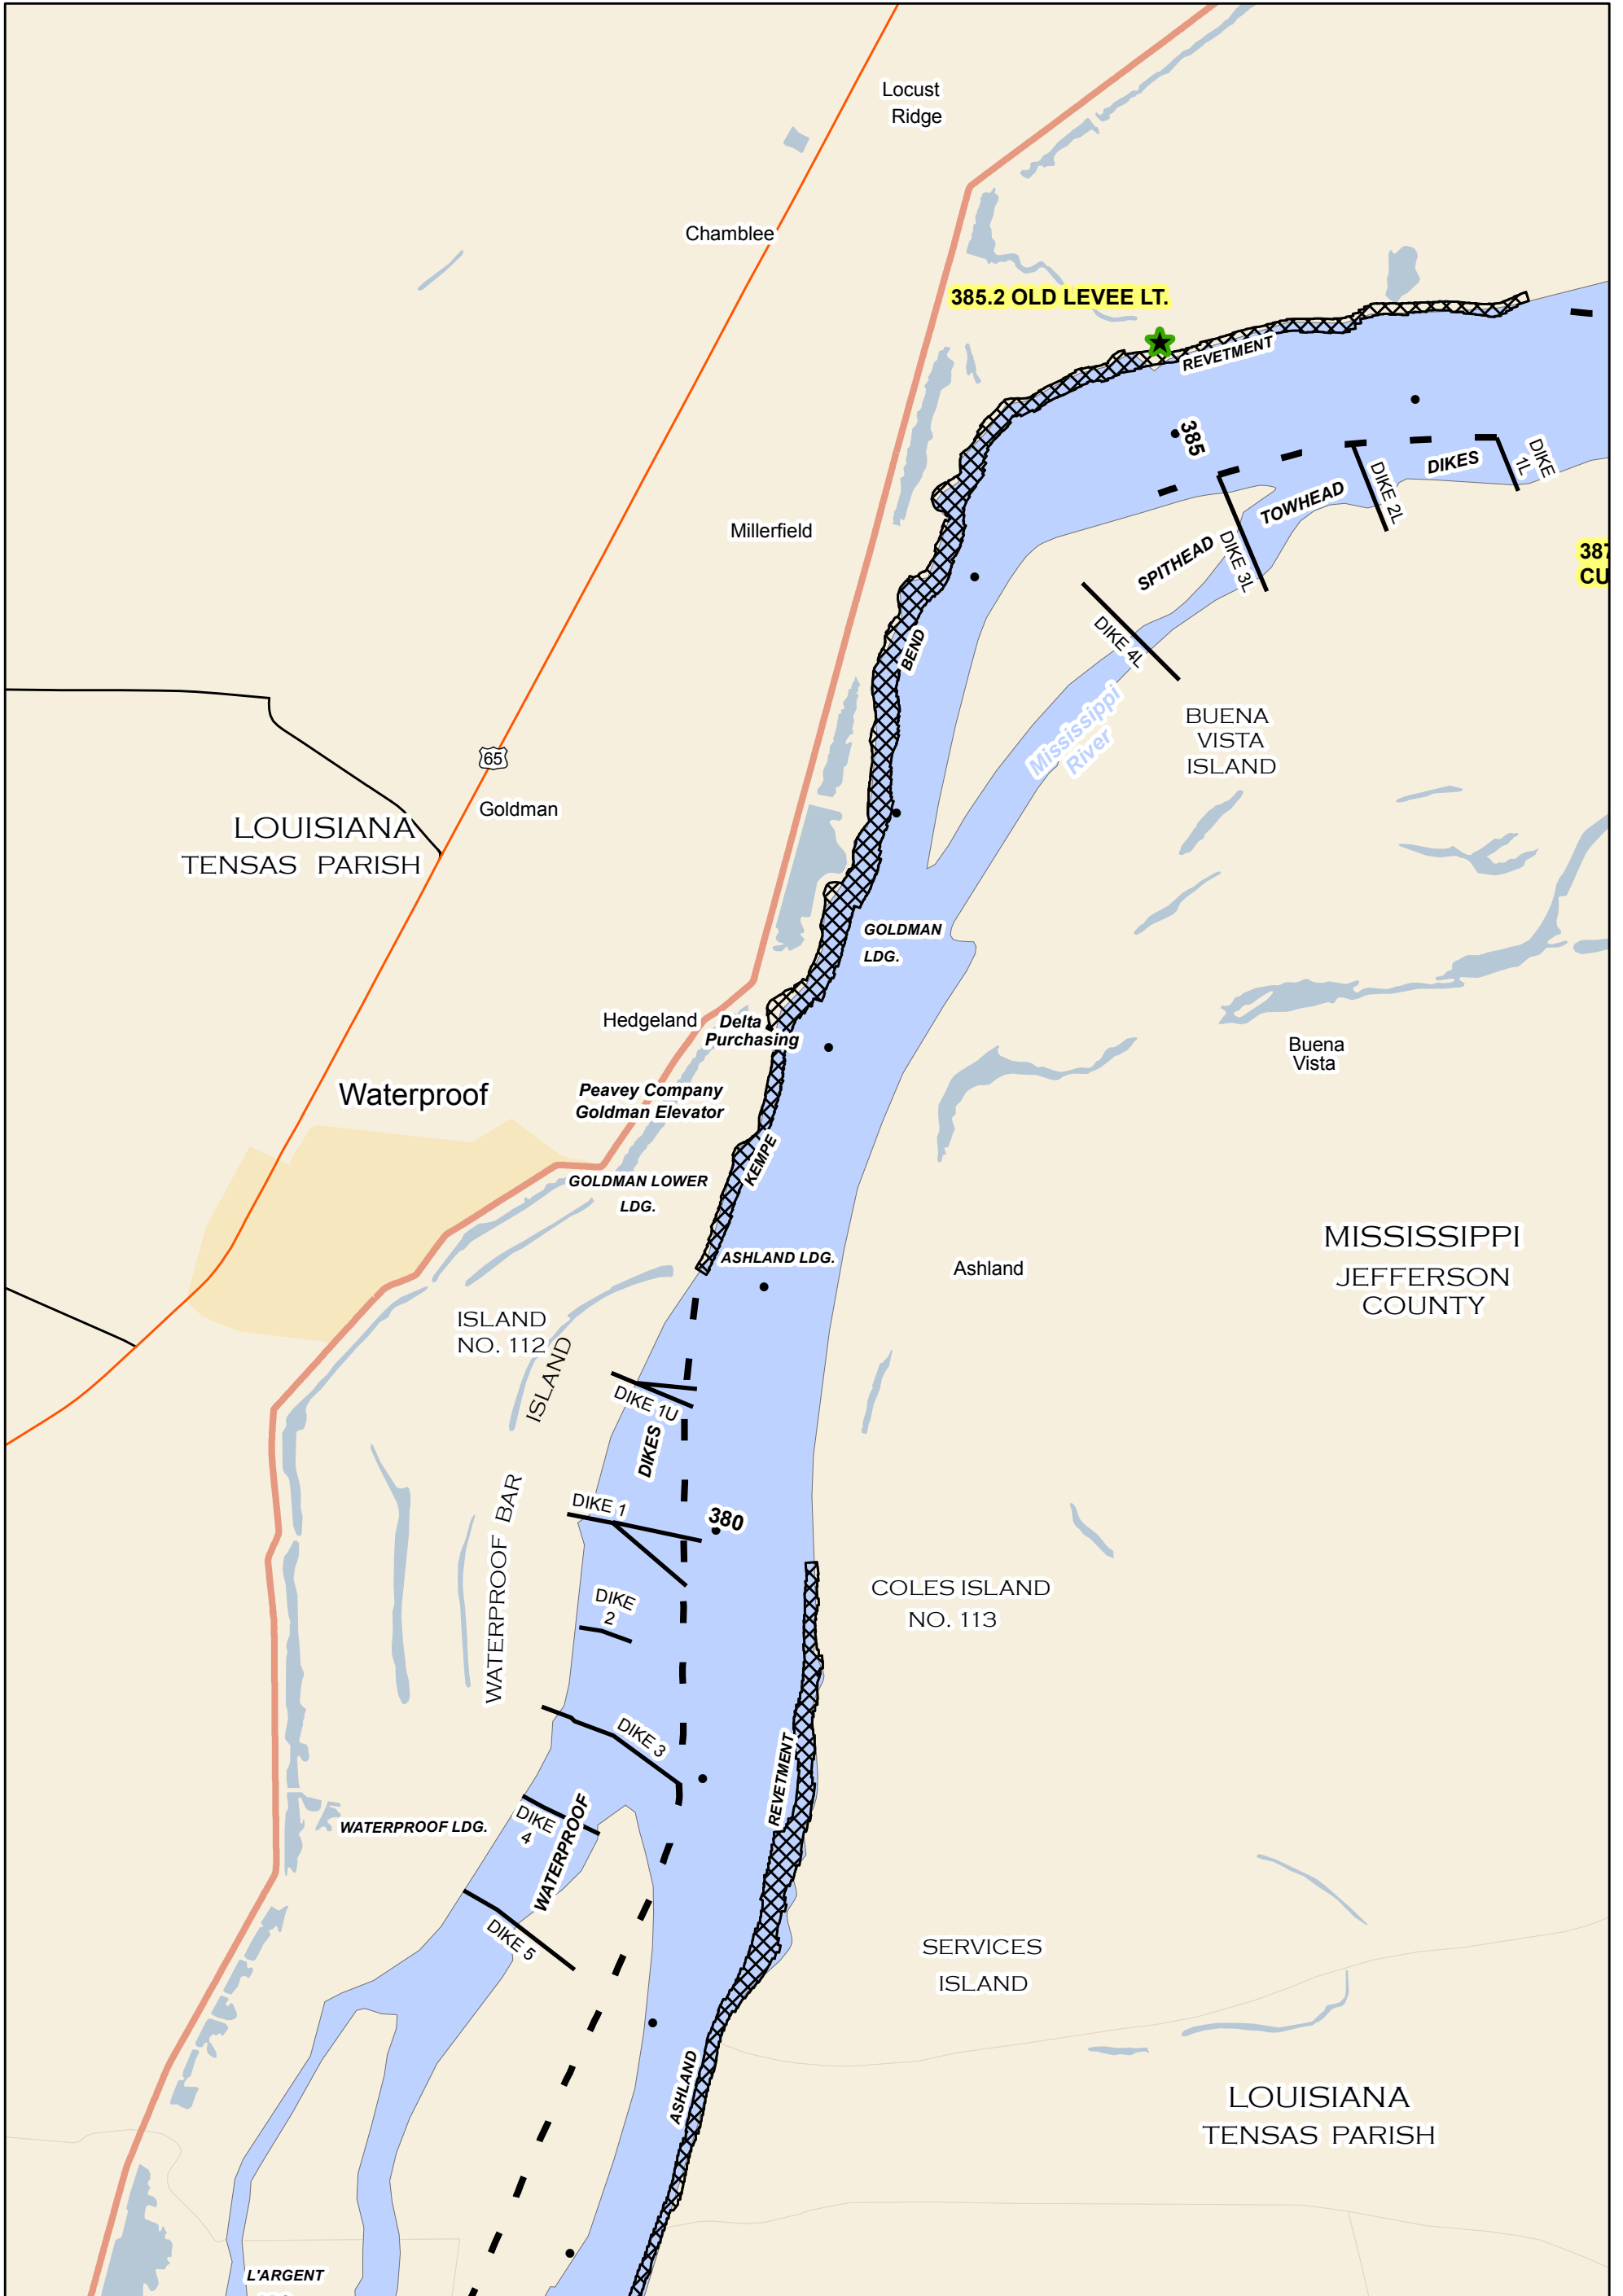 Locust
Ridge
Chamble​e
385.2 OLD LEVEE LT.
REVETMENT
385
DIKES
DIKE
1L
DIKE 2L
TOWHEAD
SPITHEAD
DIKE 3L
387
CU
Millerfield
BEND
DIKE 4L
Mississippi
River
BUENA
VISTA
ISLAND
65
Goldman
LOUISIANA
TENSAS PARISH
GOLDMAN
LDG.
Hedgeland
Delta
Purchasing
Buena
Vista
Waterproof
Peavey Company
Goldman Elevator
KEMPE
GOLDMAN LOWER
LDG.
ASHLAND LDG.
Ashland
MISSISSIPPI
JEFFERSON
COUNTY
ISLAND
NO. 112
WATERPROOF BAR ISLAND
DIKE 1U
DIKES
DIKE 1
380
DIKE
2
COLES ISLAND
NO. 113
DIKE 3
REVETMENT
WATERPROOF LDG.
DIKE
4
WATERPROOF
DIKE 5
SERVICES
ISLAND
ASHLAND
LOUISIANA
TENSAS PARISH
L'ARGENT